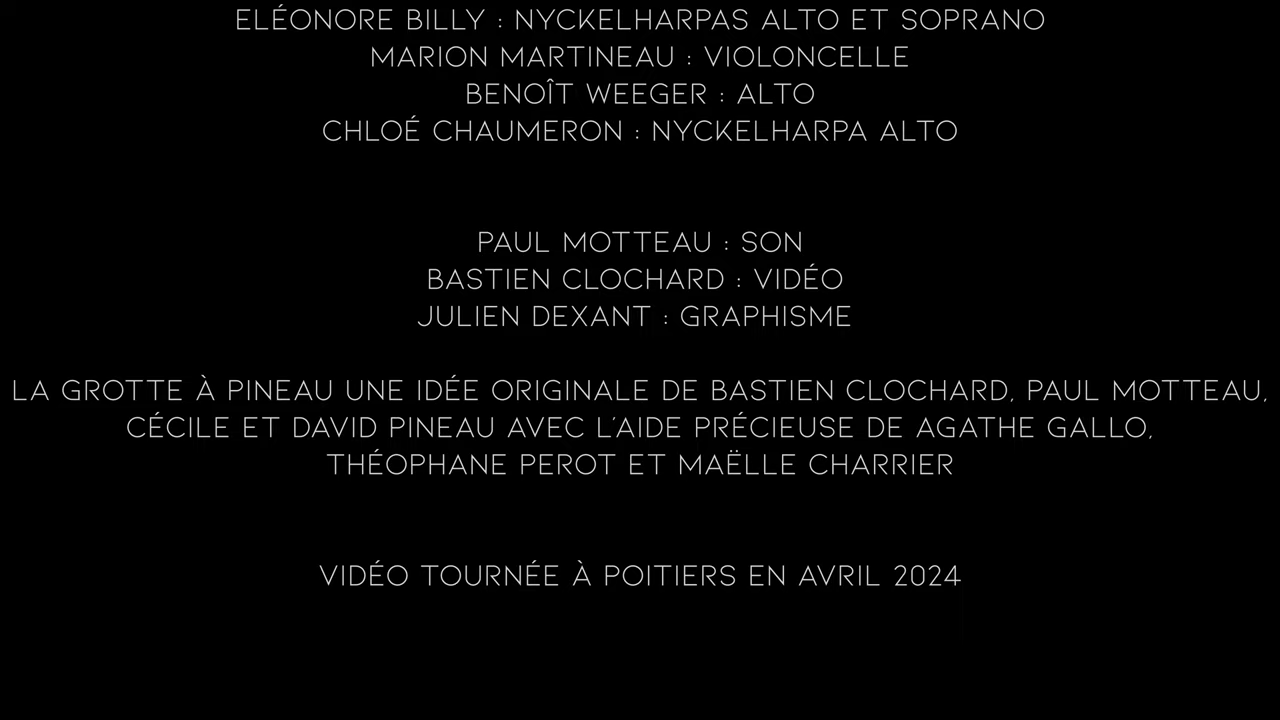 ELÉONORE BILLY : NYCKELHARPAS ALTO ET SOPRANO
MARION MARTINEAU : VIOLONCELLE
BENOÎT WEEGER : ALTO
CHLOÉ CHAUMERON : NYCKELHARPA ALTO
PAUL MOTTEAU : SON
BASTIEN CLOCHARD : VIDÉO
JULIEN DEXANT : GRAPHISME
LA GROTTE À PINEAU UNE IDÉE ORIGINALE DE BASTIEN CLOCHARD, PAUL MOTTEAU,
CÉCILE ET DAVID PINEAU AVEC L'AIDE PRÉCIEUSE DE AGATHE GALLO,
THÉOPHANE PEROT ET MAËLLE CHARRIER
VIDÉO TOURNÉE À POITIERS EN AVRIL 2024